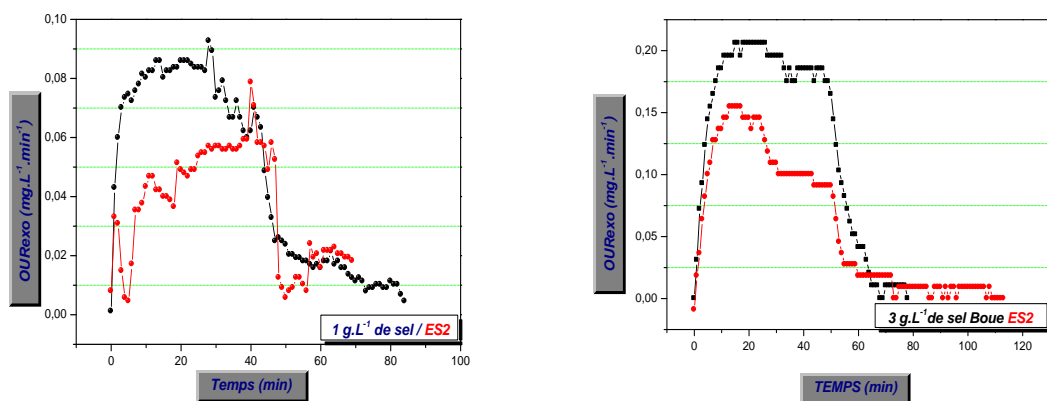 0,10
0,08
0,06
0,04
0,02
0,00
OURexo (mg.L⁻¹.min⁻¹)
0 20 40 60 80 100
1 g.L⁻¹ de sel / ES2
Temps (min)
0,20
0,15
0,10
0,05
0,00
OURexo (mg.L⁻¹.min⁻¹)
0 20 40 60 80 100 120
3 g.L⁻¹ de sel Boue ES2
TEMPS (min)